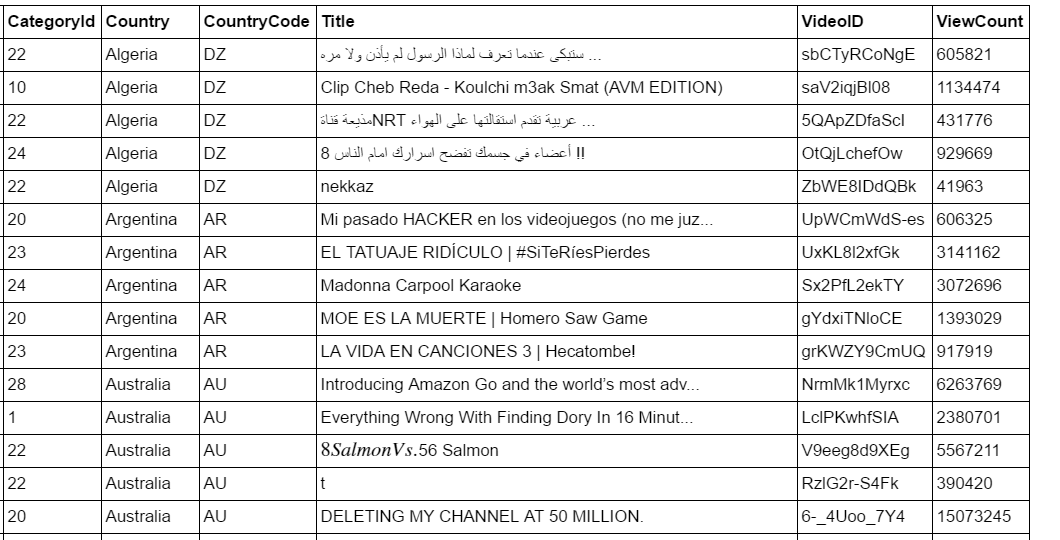 CategoryId Country CountryCode Title VideoID ViewCount
22 Algeria DZ ستبكى عندما تعرف لماذا الرسول لم يأذن ولا مره ... sbCTyRCoNgE 605821
10 Algeria DZ Clip Cheb Reda - Koulchi m3ak Smat (AVM EDITION) saV2iqjBl08 1134474
22 Algeria DZ مذيعة قناةNRT عربية تقدم استقالتها على الهواء ... 5QApZDfaScI 431776
24 Algeria DZ 8 أعضاء في جسمك تفضح اسرارك امام الناس !! OtQjLchefOw 929669
22 Algeria DZ nekkaz ZbWE8IDdQBk 41963
20 Argentina AR Mi pasado HACKER en los videojuegos (no me juz... UpWCmWdS-es 606325
23 Argentina AR EL TATUAJE RIDÍCULO | #SiTeRíesPierdes UxKL8l2xfGk 3141162
24 Argentina AR Madonna Carpool Karaoke Sx2PfL2ekTY 3072696
20 Argentina AR MOE ES LA MUERTE | Homero Saw Game gYdxiTNloCE 1393029
23 Argentina AR LA VIDA EN CANCIONES 3 | Hecatombe! grKWZY9CmUQ 917919
28 Australia AU Introducing Amazon Go and the world’s most adv... NrmMk1Myrxc 6263769
1 Australia AU Everything Wrong With Finding Dory In 16 Minut... LclPKwhfSIA 2380701
22 Australia AU 8SalmonVs.56 Salmon V9eeg8d9XEg 5567211
22 Australia AU t RzlG2r-S4Fk 390420
20 Australia AU DELETING MY CHANNEL AT 50 MILLION. 6-_4Uoo_7Y4 15073245